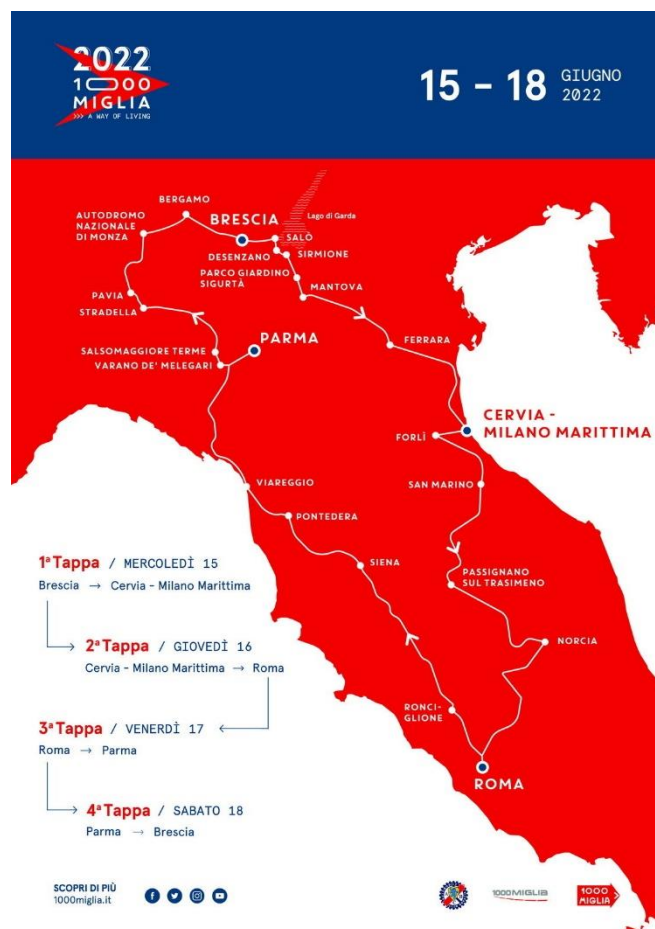 2022
1000
MIGLIA
>>> A WAY OF LIVING
15 - 18 GIUGNO
2022
BERGAMO
AUTODROMO
NAZIONALE
DI MONZA
BRESCIA
Lago di Garda
SALÒ
DESENZANO
SIRMIONE
PARCO GIARDINO
SIGURTÀ
MANTOVA
PAVIA
STRADELLA
PARMA
FERRARA
SALSOMAGGIORE TERME
VARANO DE' MELEGARI
CERVIA -
MILANO MARITTIMA
FORLÌ
VIAREGGIO
SAN MARINO
PONTEDERA
SIENA
PASSIGNANO
SUL TRASIMENO
NORCIA
RONCI-
GLIONE
ROMA
1ª Tappa / MERCOLEDÌ 15
Brescia → Cervia - Milano Marittima
2ª Tappa / GIOVEDÌ 16
Cervia - Milano Marittima → Roma
3ª Tappa / VENERDÌ 17
Roma → Parma
4ª Tappa / SABATO 18
Parma → Brescia
SCOPRI DI PIÙ
1000miglia.it
1000MIGLIA
1000
MIGLIA